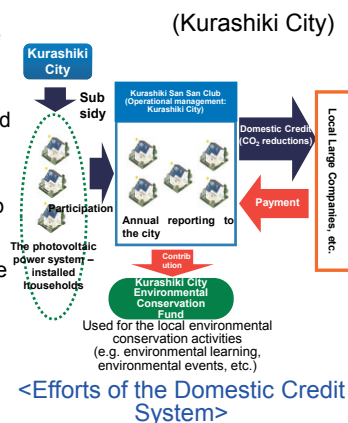 (Kurashiki City)
Kurashiki
City
Sub
sidy
Kurashiki San San Club
(Operational management:
Kurashiki City)
Domestic Credit
(CO2 reductions)
Local Large Companies, etc.
Participation
Payment
Annual reporting to
the city
The photovoltaic
power system –
installed
households
Contrib
ution
Kurashiki City
Environmental
Conservation
Fund
Used for the local environmental
conservation activities
(e.g. environmental learning,
environmental events, etc.)
<Efforts of the Domestic Credit
System>